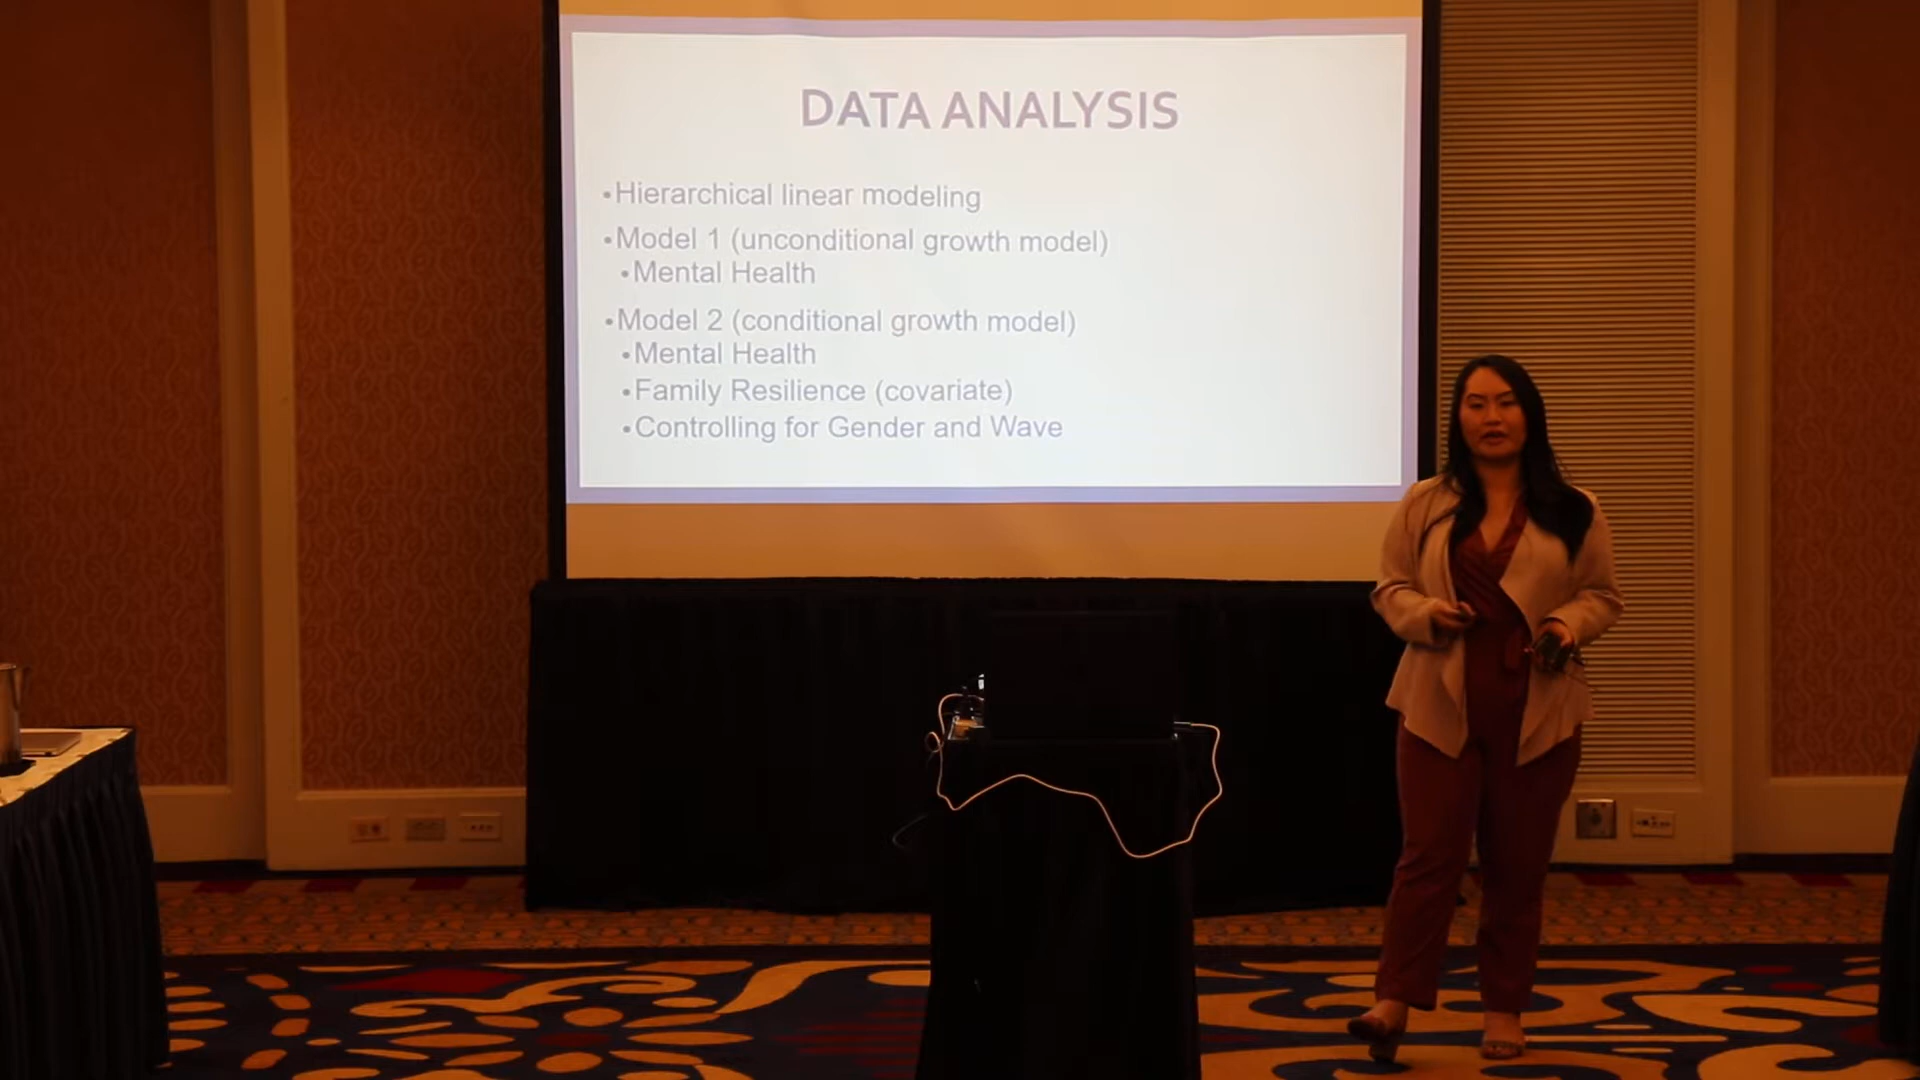 DATA ANALYSIS
•Hierarchical linear modeling
•Model 1 (unconditional growth model)
•Mental Health
•Model 2 (conditional growth model)
•Mental Health
•Family Resilience (covariate)
•Controlling for Gender and Wave